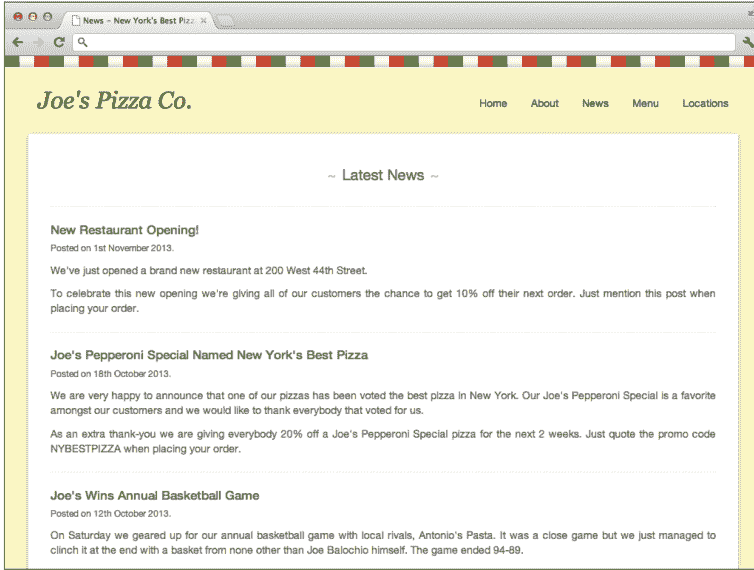 News – New York's Best Pizz
Joe's Pizza Co.
Home About News Menu Locations
~ Latest News ~
New Restaurant Opening!
Posted on 1st November 2013.
We've just opened a brand new restaurant at 200 West 44th Street.
To celebrate this new opening we're giving all of our customers the chance to get 10% off their next order. Just mention this post when
placing your order.
Joe's Pepperoni Special Named New York's Best Pizza
Posted on 18th October 2013.
We are very happy to announce that one of our pizzas has been voted the best pizza in New York. Our Joe's Pepperoni Special is a favorite
amongst our customers and we would like to thank everybody that voted for us.
As an extra thank-you we are giving everybody 20% off a Joe's Pepperoni Special pizza for the next 2 weeks. Just quote the promo code
NYBESTPIZZA when placing your order.
Joe's Wins Annual Basketball Game
Posted on 12th October 2013.
On Saturday we geared up for our annual basketball game with local rivals, Antonio's Pasta. It was a close game but we just managed to
clinch it at the end with a basket from none other than Joe Balochio himself. The game ended 94-89.